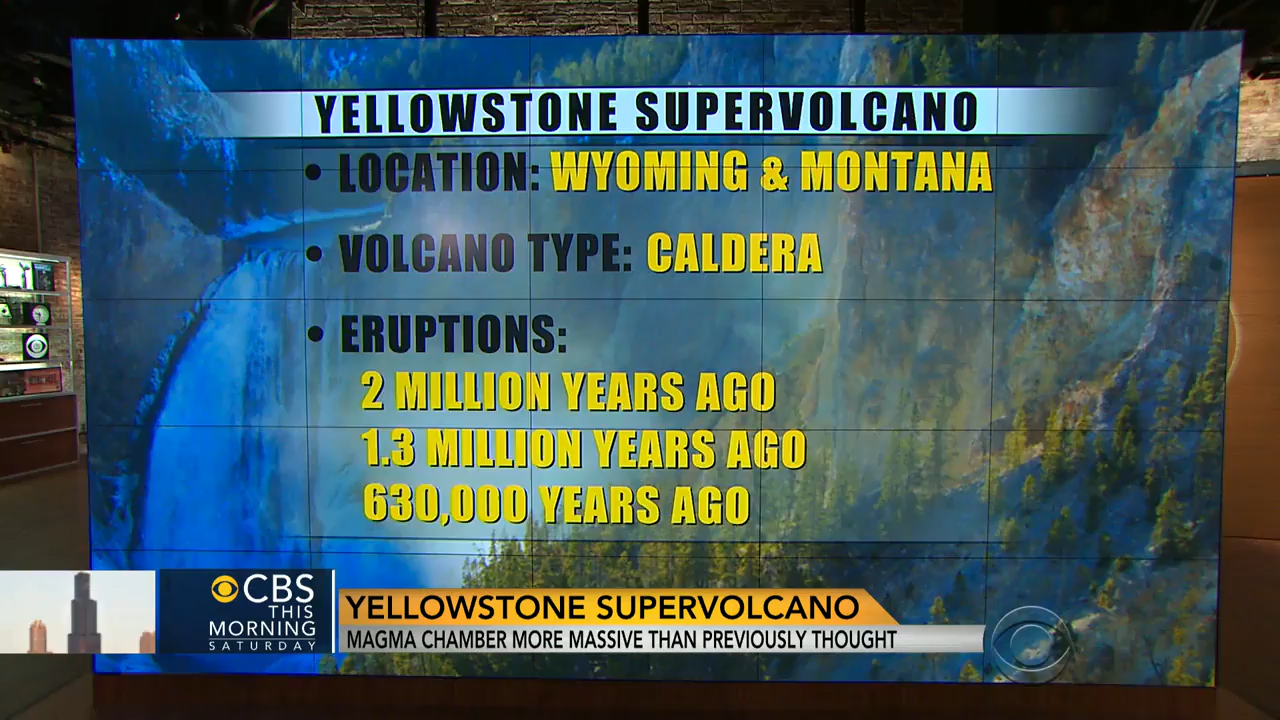 YELLOWSTONE SUPERVOLCANO
• LOCATION: WYOMING & MONTANA
• VOLCANO TYPE: CALDERA
• ERUPTIONS:
2 MILLION YEARS AGO
1.3 MILLION YEARS AGO
630,000 YEARS AGO
CBS
THIS
MORNING
SATURDAY
YELLOWSTONE SUPERVOLCANO
MAGMA CHAMBER MORE MASSIVE THAN PREVIOUSLY THOUGHT